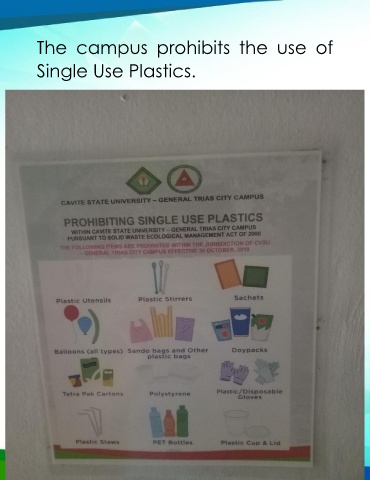 The campus prohibits the use of
Single Use Plastics.
CAVITE STATE UNIVERSITY – GENERAL TRIAS CITY CAMPUS
PROHIBITING SINGLE USE PLASTICS
WITHIN CAVITE STATE UNIVERSITY – GENERAL TRIAS CITY CAMPUS
PURSUANT TO SOLID WASTE ECOLOGICAL MANAGEMENT ACT OF 2000
THE FOLLOWING ITEMS ARE PROHIBITED WITHIN THE JURISDICTION OF CVSU
GENERAL TRIAS CITY CAMPUS EFFECTIVE 30 OCTOBER, 2019
Plastic Utensils
Plastic Stirrers
Sachets
Balloons (all types)
Sando bags and Other
plastic bags
Doypacks
Tetra Pak Cartons
Polystyrene
Plastic/Disposable
Gloves
Plastic Staws
PET Bottles
Plastic Cup & Lid